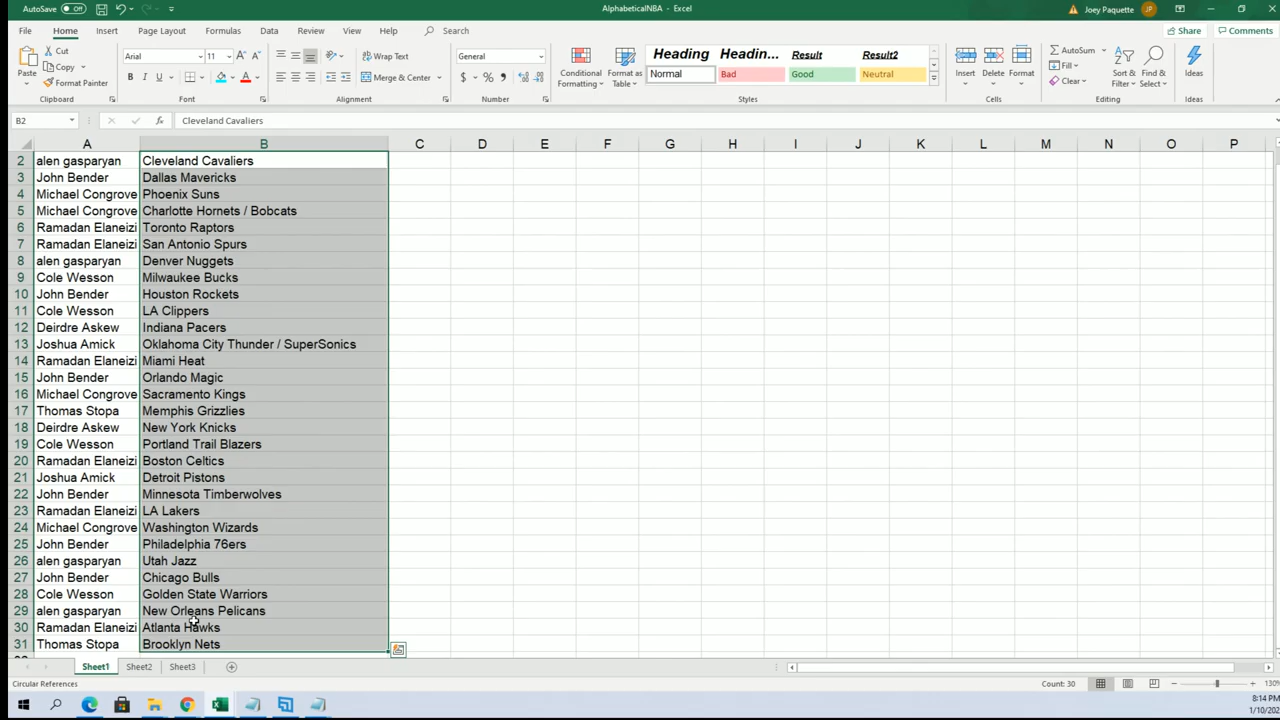 AutoSave Off
AlphabeticalNBA - Excel
Joey Paquette JP
File Home Insert Page Layout Formulas Data Review View Help Search
Share Comments
Paste Cut Copy Format Painter
Arial 11 A A
B I U A
Wrap Text
Merge & Center
General
$ % ,
Conditional Formatting Format as Table
Heading Headin... Result Result2
Normal Bad Good Neutral
Insert Delete Format
AutoSum Fill Clear
Sort & Filter Find & Select
Ideas
Clipboard Font Alignment Number Styles Cells Editing Ideas
B2 fx Cleveland Cavaliers
A B C D E F G H I J K L M N O P
2 alen gasparyan Cleveland Cavaliers
3 John Bender Dallas Mavericks
4 Michael Congrove Phoenix Suns
5 Michael Congrove Charlotte Hornets / Bobcats
6 Ramadan Elaneizi Toronto Raptors
7 Ramadan Elaneizi San Antonio Spurs
8 alen gasparyan Denver Nuggets
9 Cole Wesson Milwaukee Bucks
10 John Bender Houston Rockets
11 Cole Wesson LA Clippers
12 Deirdre Askew Indiana Pacers
13 Joshua Amick Oklahoma City Thunder / SuperSonics
14 Ramadan Elaneizi Miami Heat
15 John Bender Orlando Magic
16 Michael Congrove Sacramento Kings
17 Thomas Stopa Memphis Grizzlies
18 Deirdre Askew New York Knicks
19 Cole Wesson Portland Trail Blazers
20 Ramadan Elaneizi Boston Celtics
21 Joshua Amick Detroit Pistons
22 John Bender Minnesota Timberwolves
23 Ramadan Elaneizi LA Lakers
24 Michael Congrove Washington Wizards
25 John Bender Philadelphia 76ers
26 alen gasparyan Utah Jazz
27 John Bender Chicago Bulls
28 Cole Wesson Golden State Warriors
29 alen gasparyan New Orleans Pelicans
30 Ramadan Elaneizi Atlanta Hawks
31 Thomas Stopa Brooklyn Nets
Sheet1 Sheet2 Sheet3
Circular References Count: 30 130%
8:14 PM
1/10/202